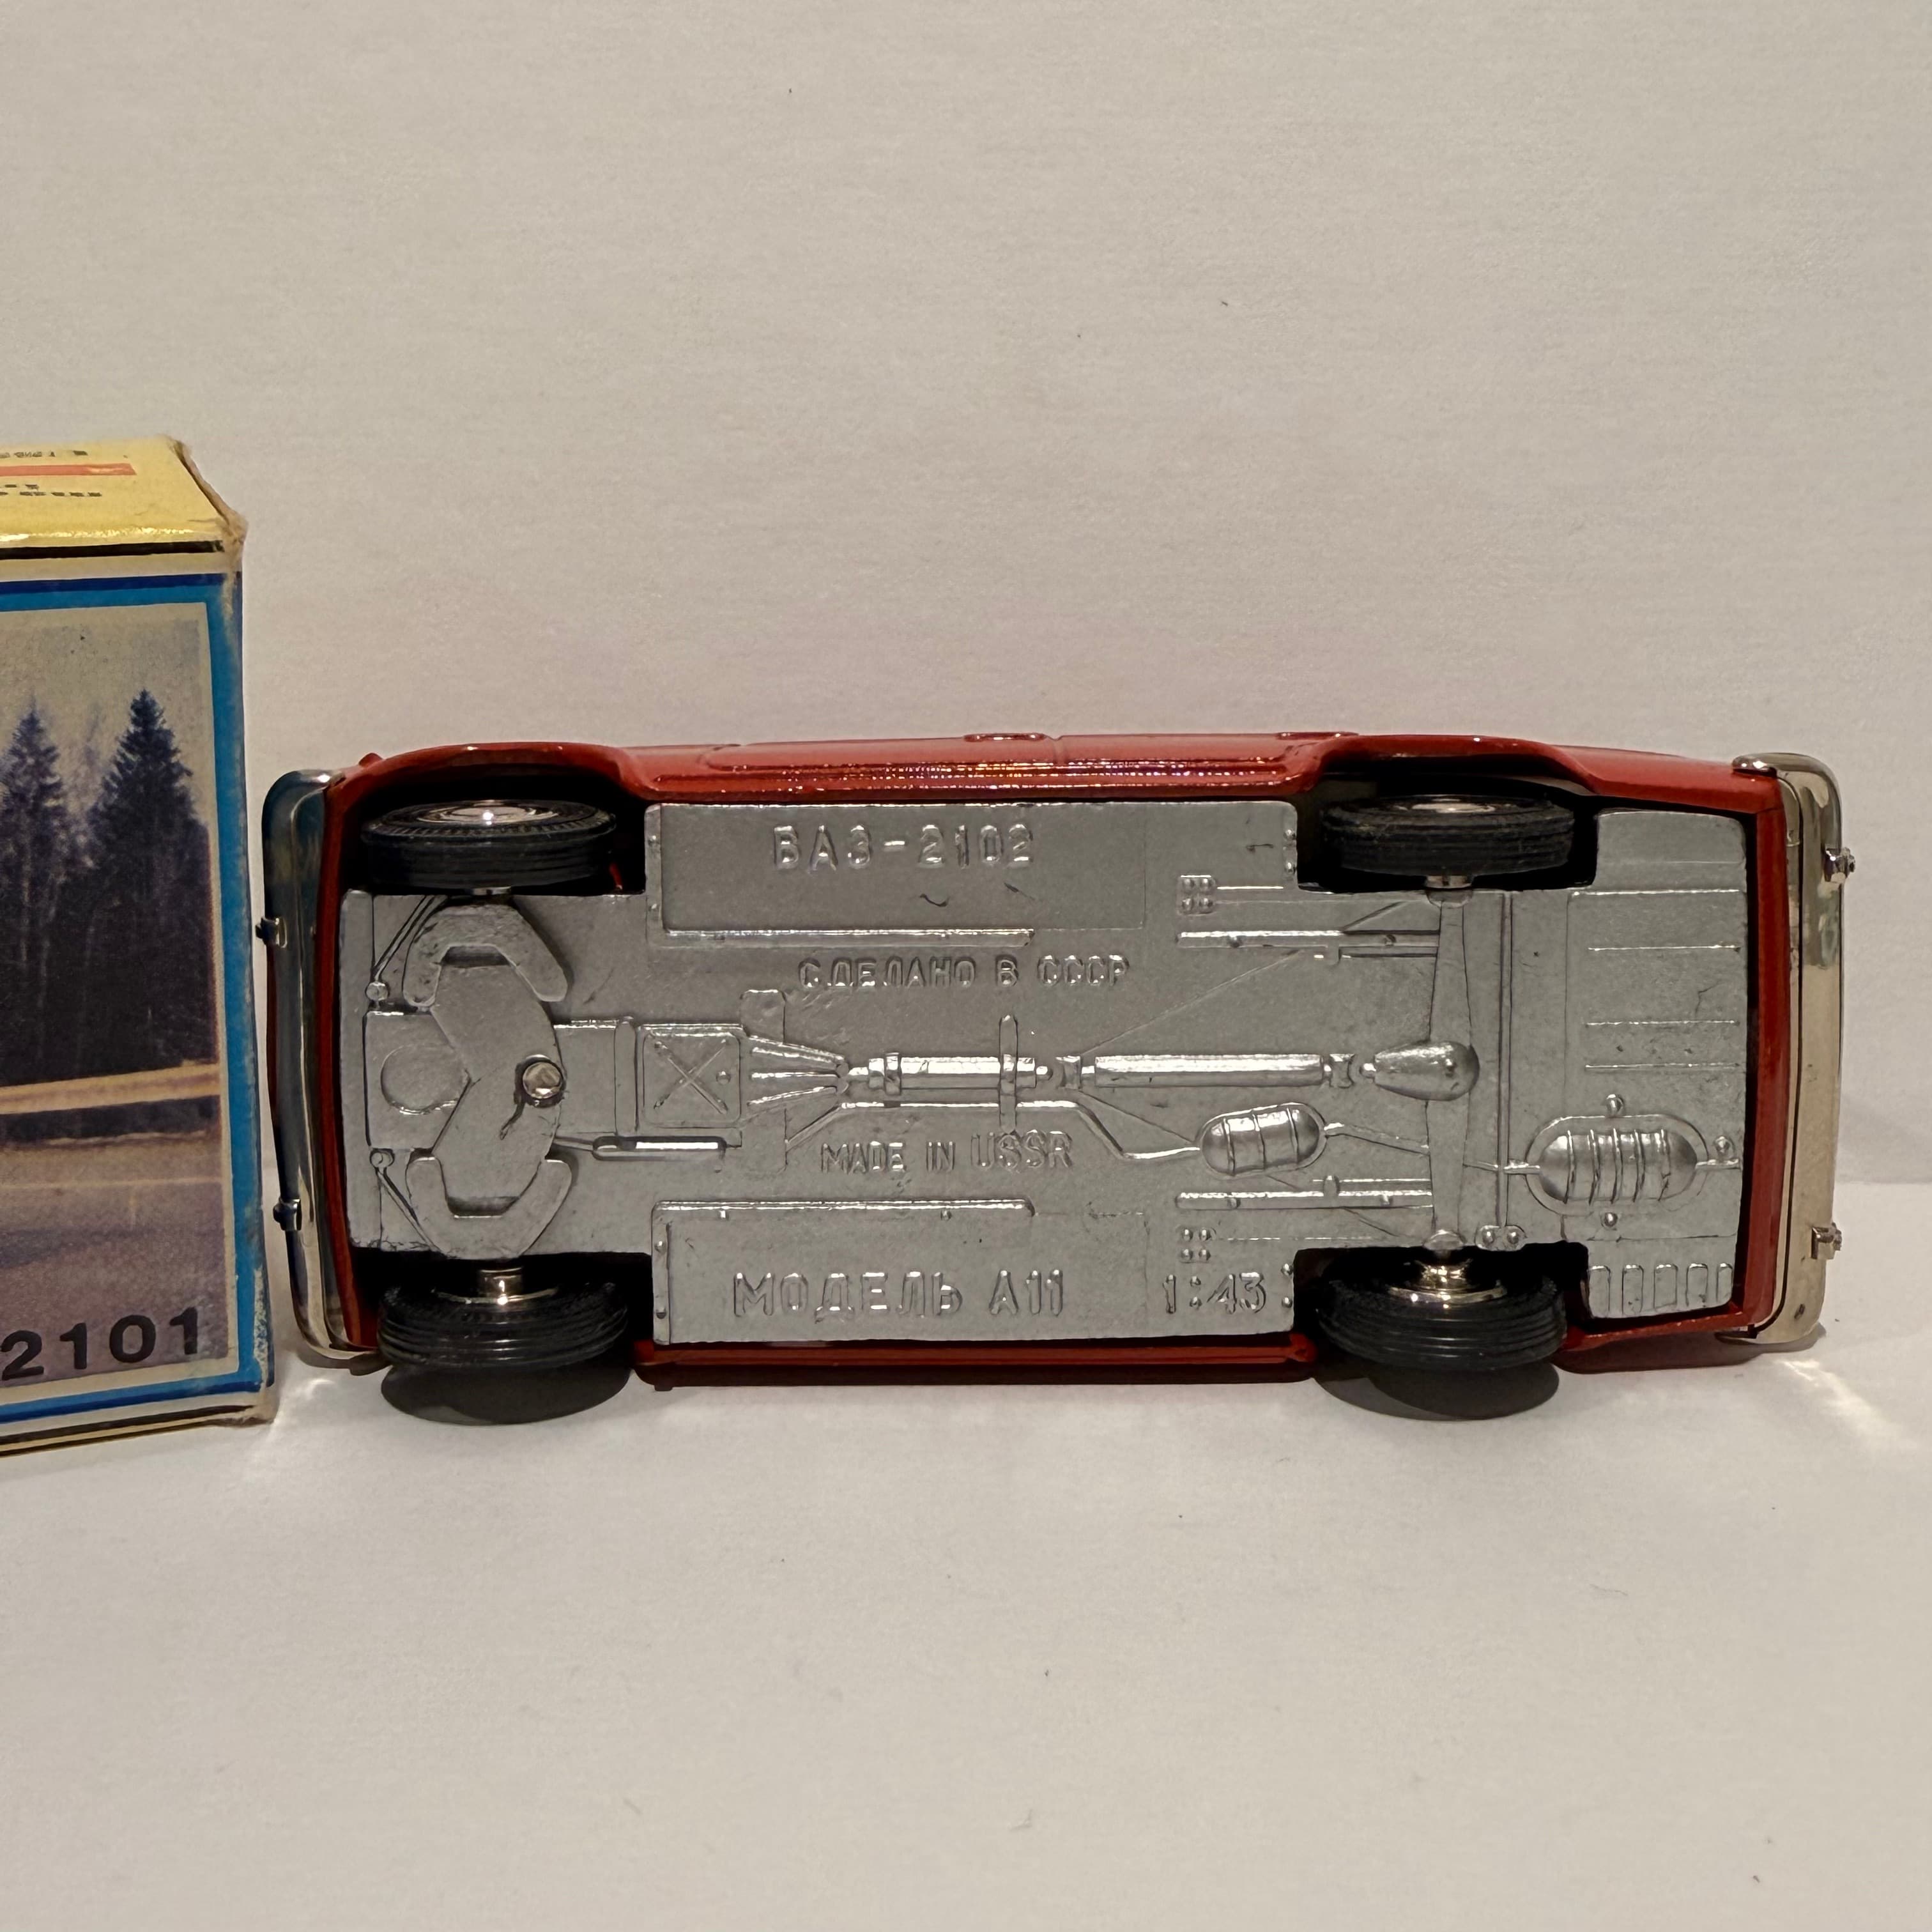 2101
ВАЗ-2102
СДЕЛАНО В СССР
MADE IN USSR
МОДЕЛЬ А11 1:43